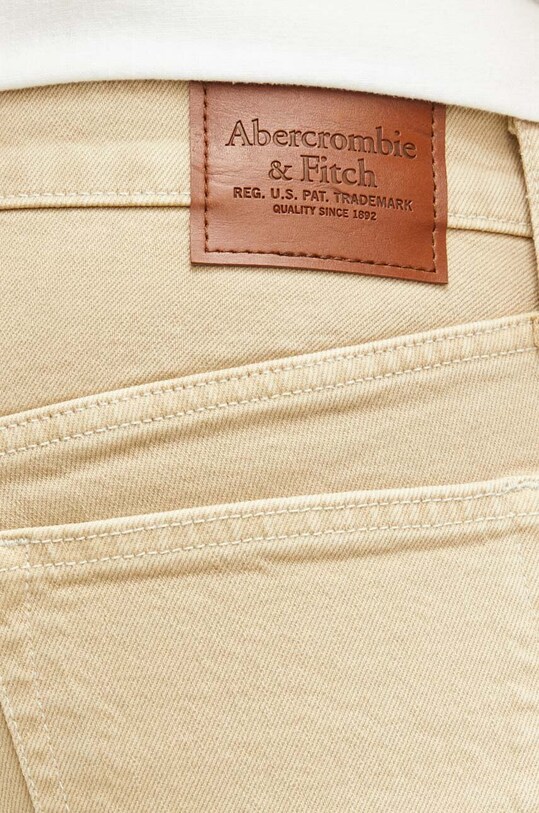 Abercrombie
& Fitch
REG. U.S. PAT. TRADEMARK
QUALITY SINCE 1892